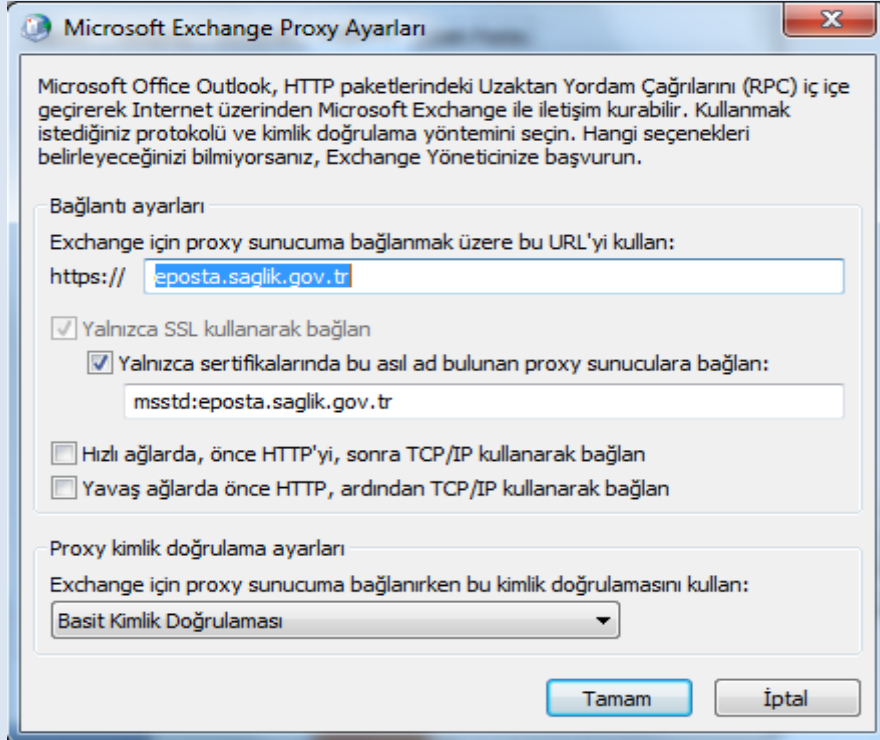 Microsoft Exchange Proxy Ayarları
Microsoft Office Outlook, HTTP paketlerindeki Uzaktan Yordam Çağrılarını (RPC) iç içe
geçirerek Internet üzerinden Microsoft Exchange ile iletişim kurabilir. Kullanmak
istediğiniz protokolü ve kimlik doğrulama yöntemini seçin. Hangi seçenekleri
belirleyeceğinizi bilmiyorsanız, Exchange Yöneticinize başvurun.
Bağlantı ayarları
Exchange için proxy sunucuma bağlanmak üzere bu URL'yi kullan:
https:// eposta.saglik.gov.tr
Yalnızca SSL kullanarak bağlan
Yalnızca sertifikalarında bu asıl ad bulunan proxy sunuculara bağlan:
msstd:eposta.saglik.gov.tr
Hızlı ağlarda, önce HTTP'yi, sonra TCP/IP kullanarak bağlan
Yavaş ağlarda önce HTTP, ardından TCP/IP kullanarak bağlan
Proxy kimlik doğrulama ayarları
Exchange için proxy sunucuma bağlanırken bu kimlik doğrulamasını kullan:
Basit Kimlik Doğrulaması
Tamam İptal